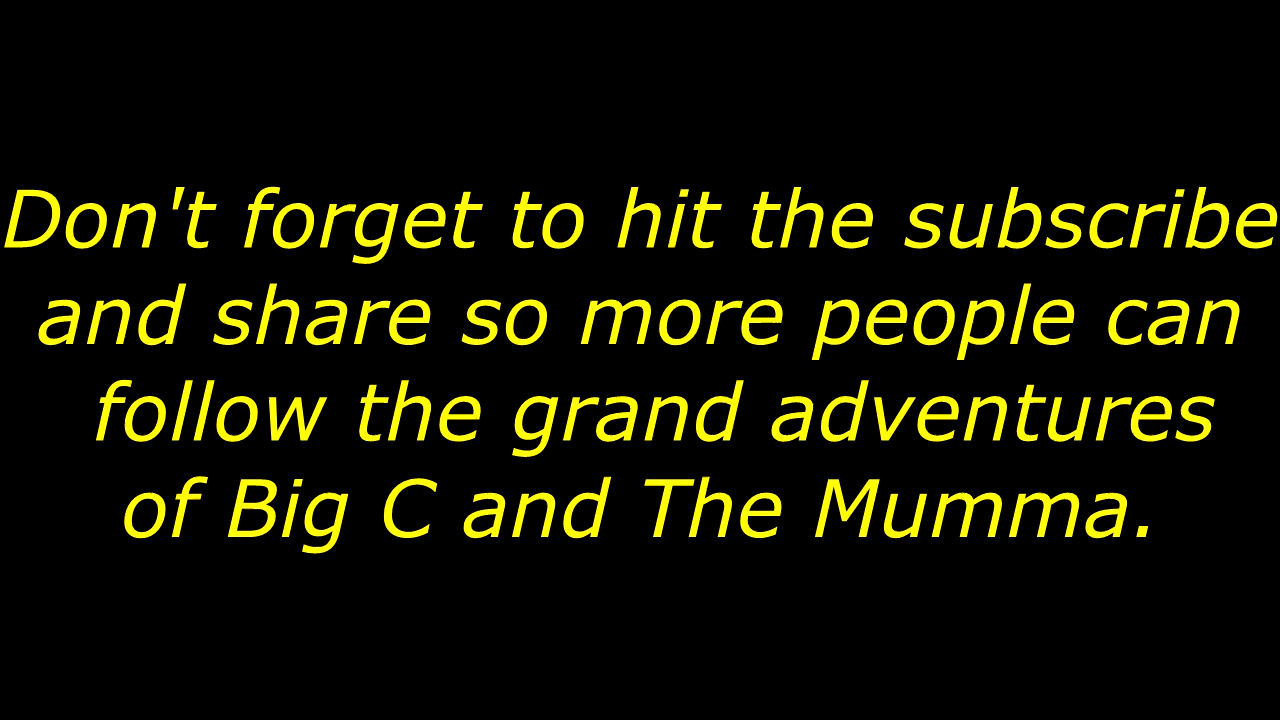 Don't forget to hit the subscribe
and share so more people can
follow the grand adventures
of Big C and The Mumma.